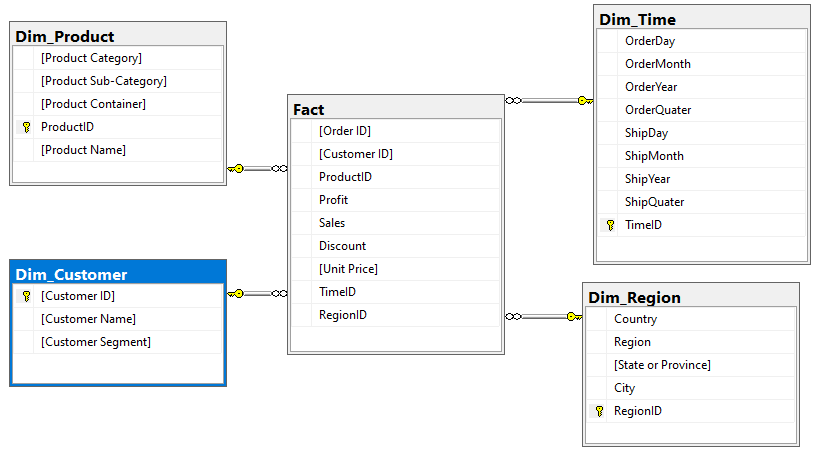 Dim_Product
[Product Category]
[Product Sub-Category]
[Product Container]
ProductID
[Product Name]
Dim_Customer
[Customer ID]
[Customer Name]
[Customer Segment]
Fact
[Order ID]
[Customer ID]
ProductID
Profit
Sales
Discount
[Unit Price]
TimeID
RegionID
Dim_Time
OrderDay
OrderMonth
OrderYear
OrderQuater
ShipDay
ShipMonth
ShipYear
ShipQuater
TimeID
Dim_Region
Country
Region
[State or Province]
City
RegionID